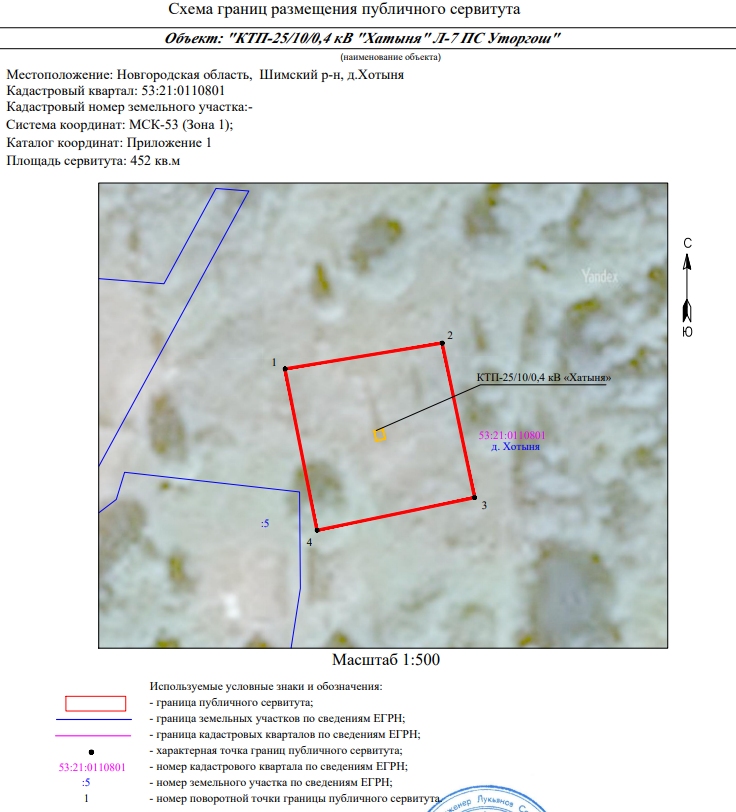 Схема границ размещения публичного сервитута
Объект: "КТП-25/10/0,4 кВ "Хатыня" Л-7 ПС Уторгош"
(наименование объекта)
Местоположение: Новгородская область, Шимский р-н, д.Хотыня
Кадастровый квартал: 53:21:0110801
Кадастровый номер земельного участка:-
Система координат: МСК-53 (Зона 1);
Каталог координат: Приложение 1
Площадь сервитута: 452 кв.м
С
Yandex
Ю
2
1
КТП-25/10/0,4 кВ «Хатыня»
53:21:0110801
д. Хотыня
3
:5
4
Масштаб 1:500
Используемые условные знаки и обозначения:
- граница публичного сервитута;
- граница земельных участков по сведениям ЕГРН;
- граница кадастровых кварталов по сведениям ЕГРН;
- характерная точка границ публичного сервитута;
53:21:0110801 - номер кадастрового квартала по сведениям ЕГРН;
:5 - номер земельного участка по сведениям ЕГРН;
1 - номер поворотной точки границы публичного сервитута
Лукьянов